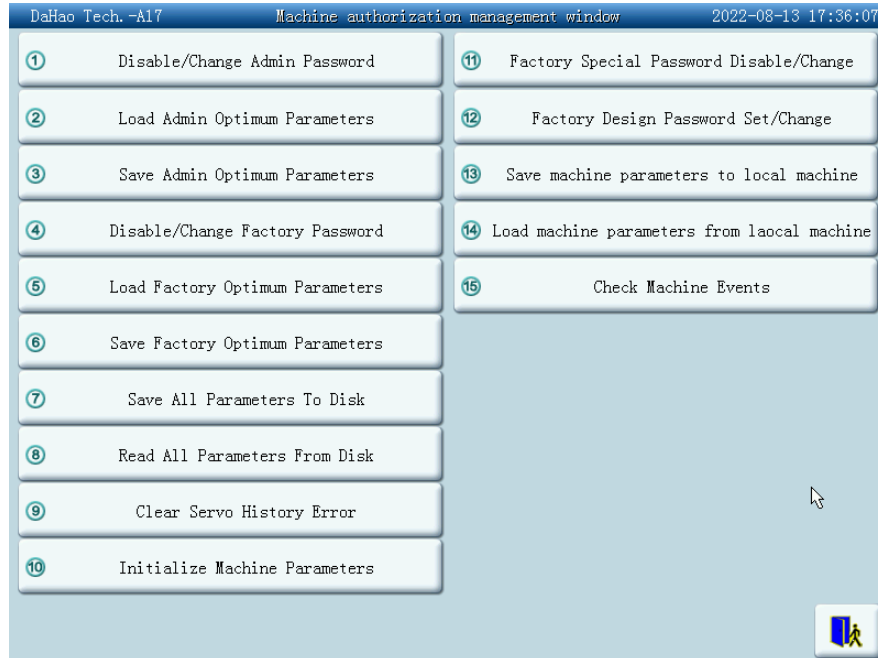 DaHao Tech.-A17 Machine authorization management window 2022-08-13 17:36:07
1 Disable/Change Admin Password
2 Load Admin Optimum Parameters
3 Save Admin Optimum Parameters
4 Disable/Change Factory Password
5 Load Factory Optimum Parameters
6 Save Factory Optimum Parameters
7 Save All Parameters To Disk
8 Read All Parameters From Disk
9 Clear Servo History Error
10 Initialize Machine Parameters
11 Factory Special Password Disable/Change
12 Factory Design Password Set/Change
13 Save machine parameters to local machine
14 Load machine parameters from laocal machine
15 Check Machine Events